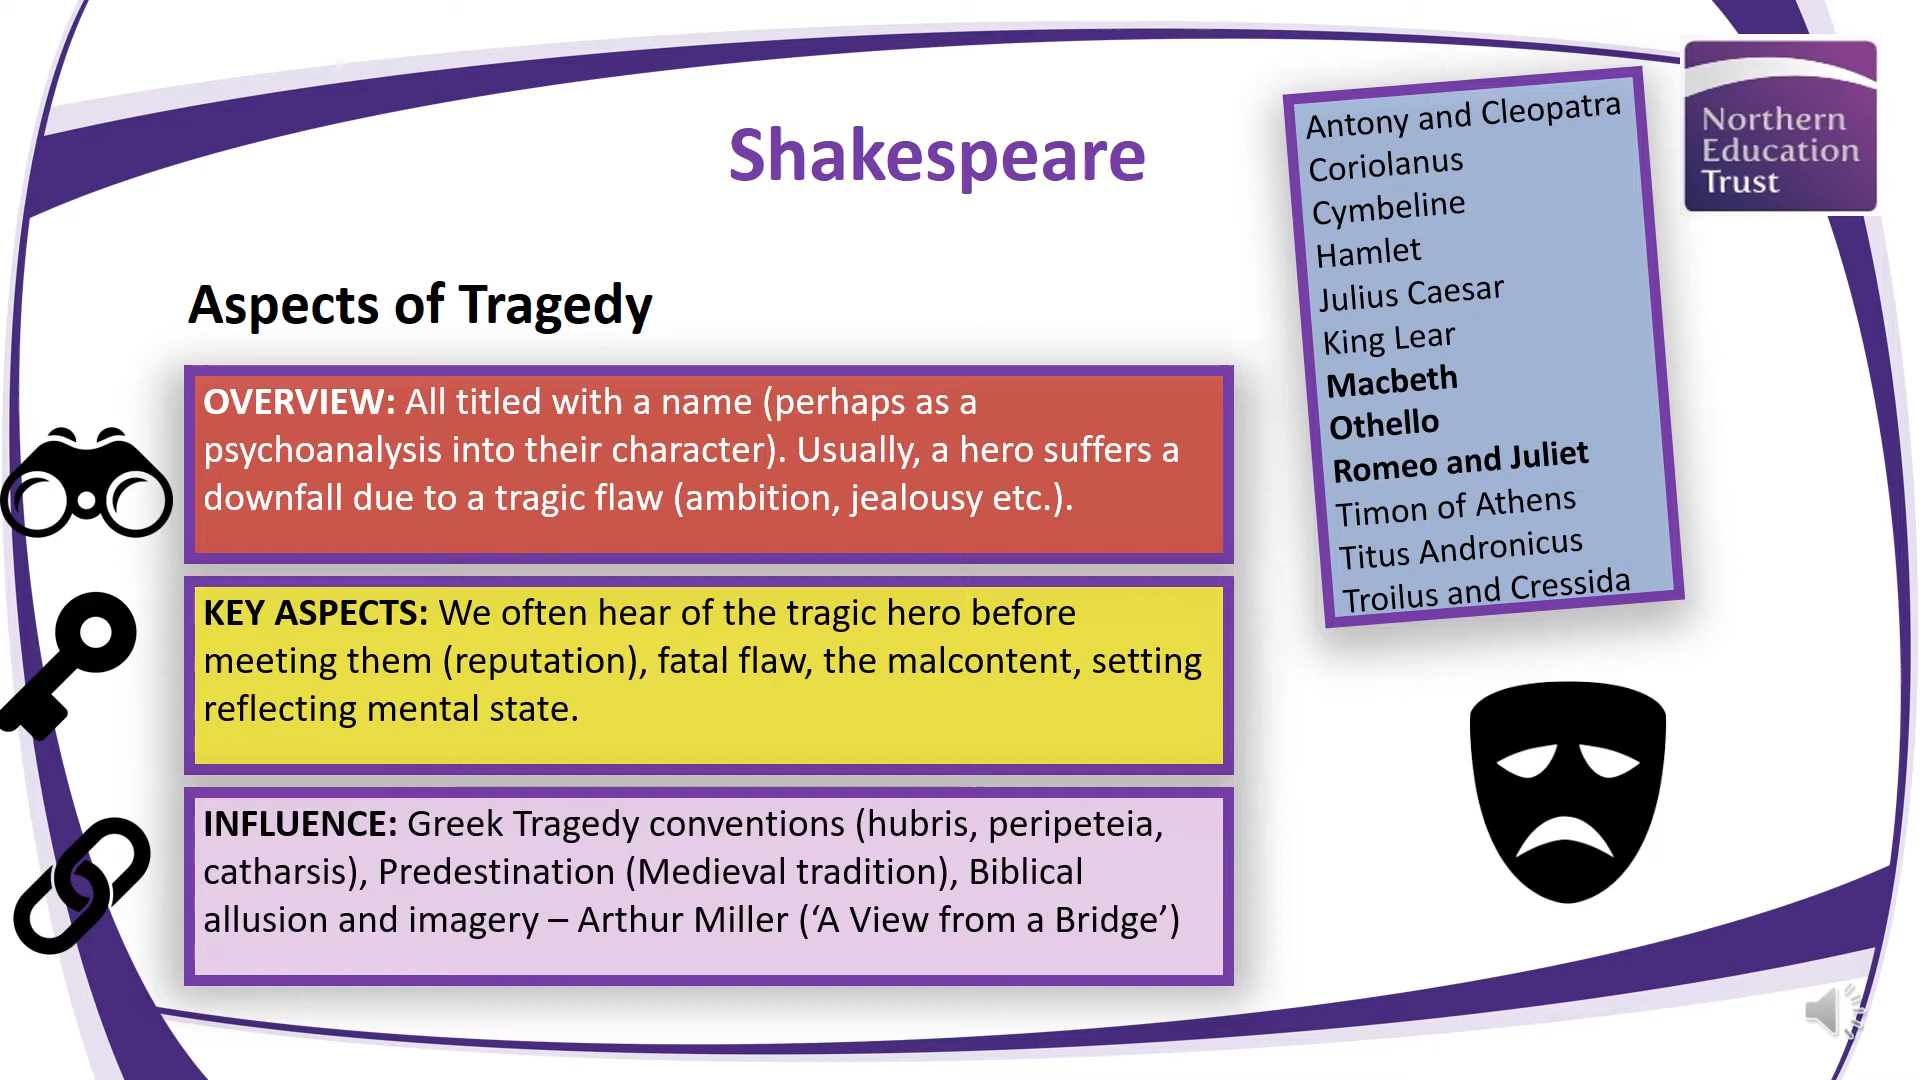 Shakespeare
Antony and Cleopatra
Coriolanus
Cymbeline
Hamlet
Julius Caesar
King Lear
Macbeth
Othello
Romeo and Juliet
Timon of Athens
Titus Andronicus
Troilus and Cressida
Northern
Education
Trust
Aspects of Tragedy
OVERVIEW: All titled with a name (perhaps as a
psychoanalysis into their character). Usually, a hero suffers a
downfall due to a tragic flaw (ambition, jealousy etc.).
KEY ASPECTS: We often hear of the tragic hero before
meeting them (reputation), fatal flaw, the malcontent, setting
reflecting mental state.
INFLUENCE: Greek Tragedy conventions (hubris, peripeteia,
catharsis), Predestination (Medieval tradition), Biblical
allusion and imagery – Arthur Miller (‘A View from a Bridge’)